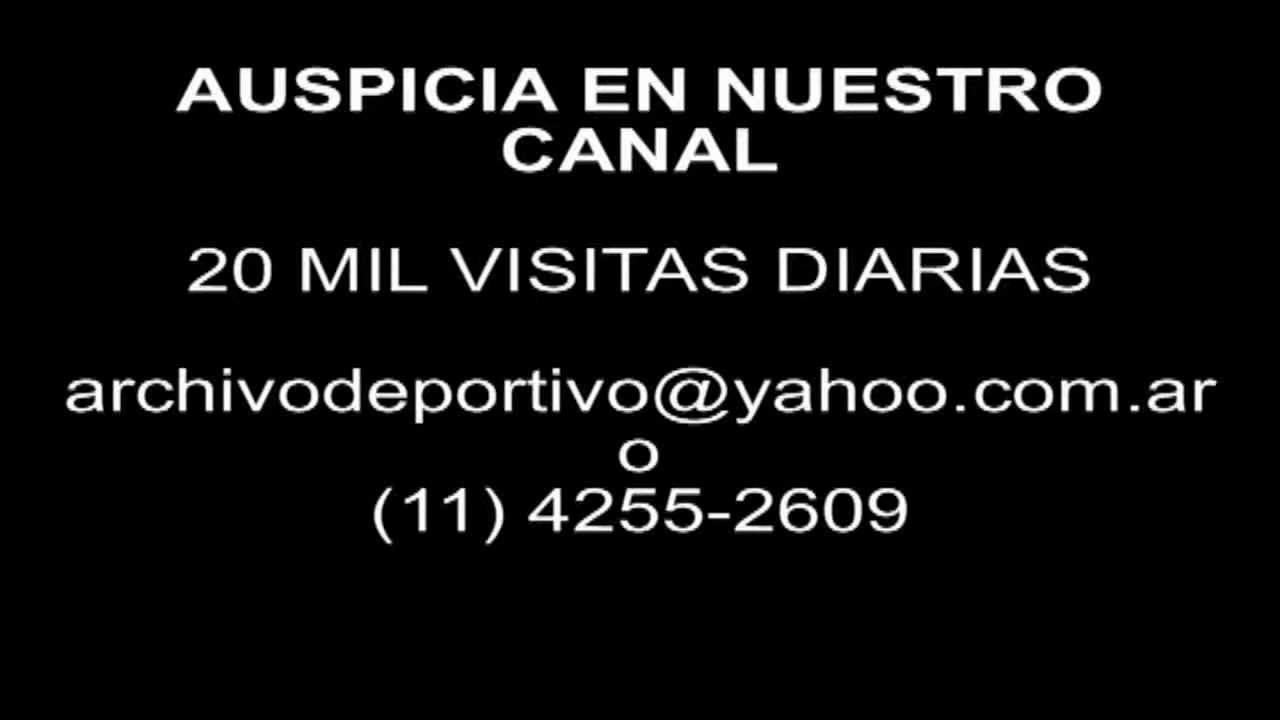 AUSPICIA EN NUESTRO
CANAL
20 MIL VISITAS DIARIAS
archivodeportivo@yahoo.com.ar
o
(11) 4255-2609